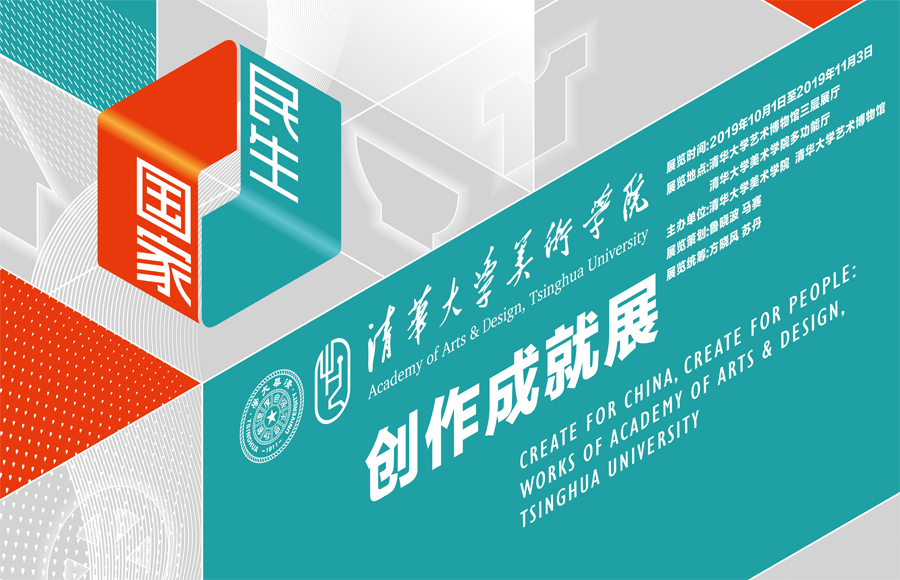 国家
民生
清华大学美術学院
Academy of Arts & Design, Tsinghua University
创作成就展
CREATE FOR CHINA, CREATE FOR PEOPLE:
WORKS OF ACADEMY OF ARTS & DESIGN,
TSINGHUA UNIVERSITY
展览时间:2019年10月1日至2019年11月3日
展览地点:清华大学艺术博物馆三层展厅
清华大学美术学院多功能厅
主办单位:清华大学美术学院 清华大学艺术博物馆
展览策划:鲁晓波 马赛
展览统筹:方晓风 苏丹